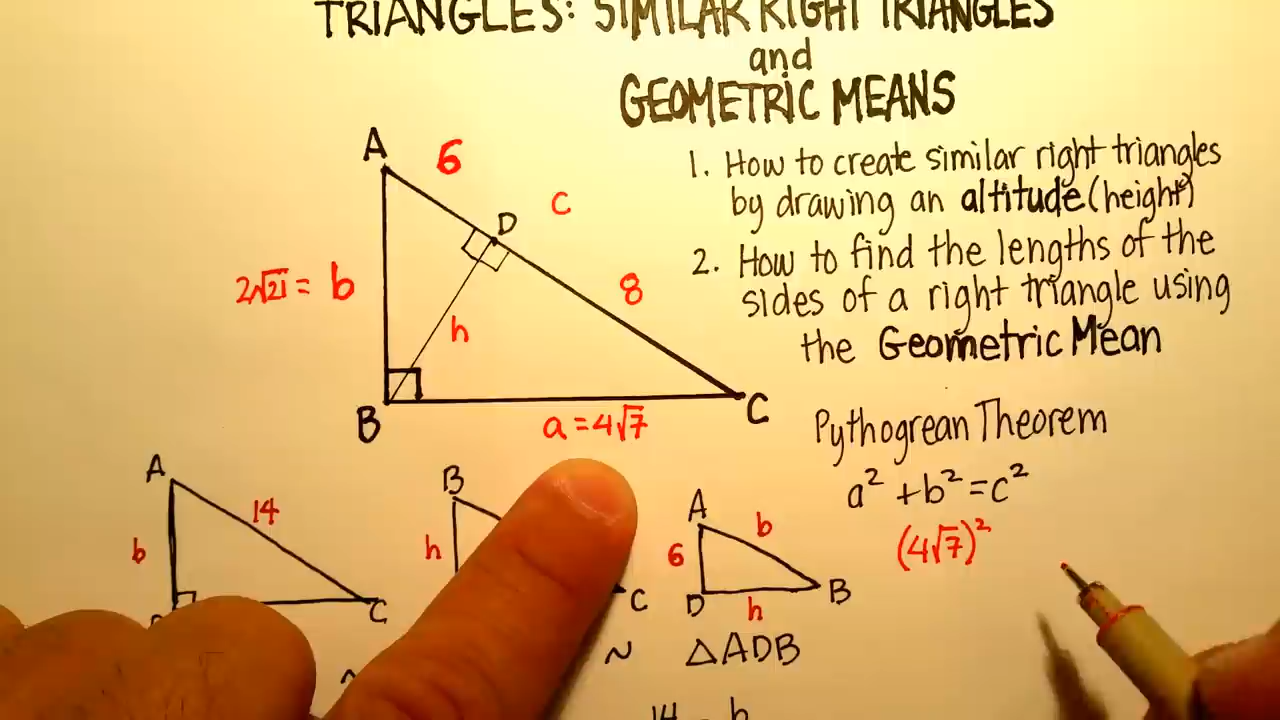 TRIANGLES: SIMILAR RIGHT TRIANGLES
and
GEOMETRIC MEANS
1. How to create similar right triangles
by drawing an altitude (height)
2. How to find the lengths of the
sides of a right triangle using
the Geometric Mean
A
6
c
D
2√21 = b
8
h
B
a = 4√7
C
Pythogrean Theorem
a² + b² = c²
(4√7)²
A
14
b
C
B
h
C
A
b
6
D
h
B
~ △ADB
14
b